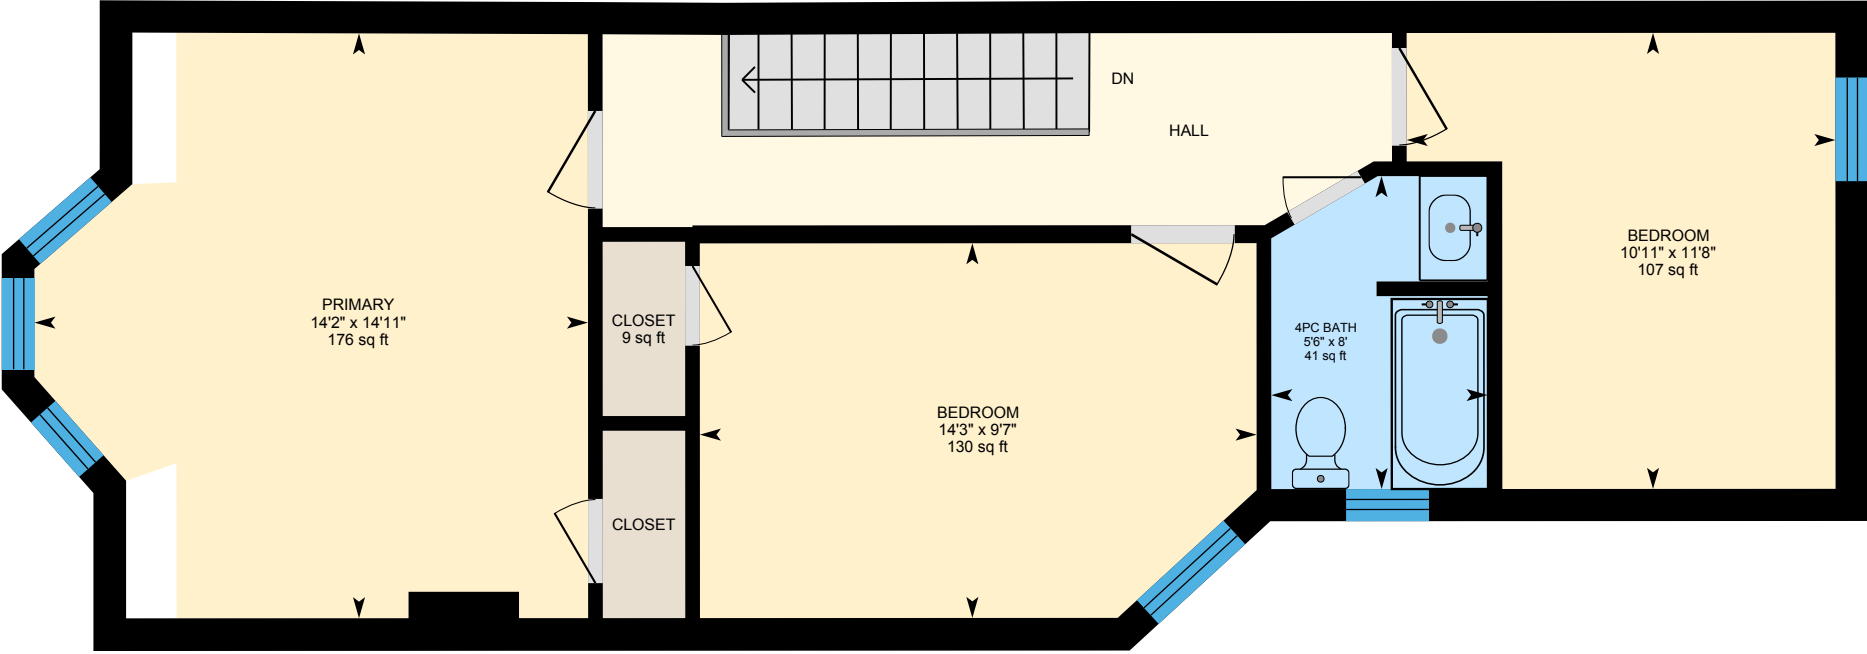 DN
HALL
PRIMARY
14'2" x 14'11"
176 sq ft
CLOSET
9 sq ft
CLOSET
BEDROOM
14'3" x 9'7"
130 sq ft
4PC BATH
5'6" x 8'
41 sq ft
BEDROOM
10'11" x 11'8"
107 sq ft